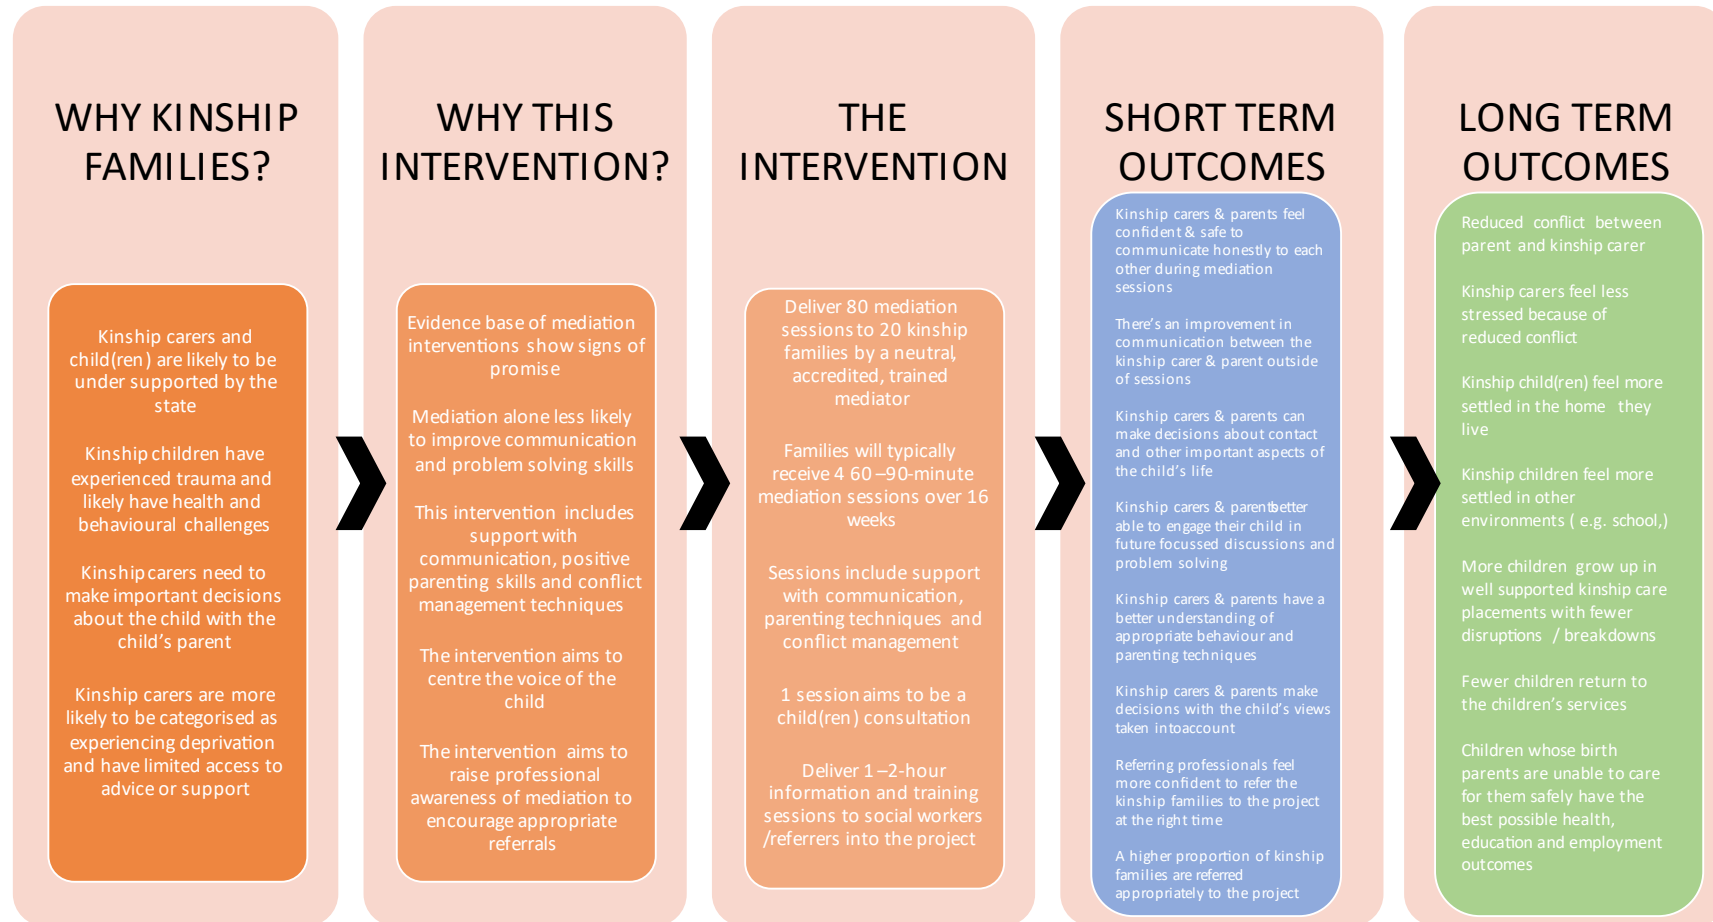 WHY KINSHIP
FAMILIES?
Kinship carers and
child(ren) are likely to be
under supported by the
state
Kinship children have
experienced trauma and
likely have health and
behavioural challenges
Kinship carers need to
make important decisions
about the child with the
child's parent
Kinship carers are more
likely to be categorised as
experiencing deprivation
and have limited access to
advice or support
WHY THIS
INTERVENTION?
Evidence base of mediation
interventions show signs of
promise
Mediation alone less likely
to improve communication
and problem solving skills
This intervention includes
support with
communication, positive
parenting skills and conflict
management techniques
The intervention aims to
centre the voice of the
child
The intervention aims to
raise professional
awareness of mediation to
encourage appropriate
referrals
THE
INTERVENTION
Deliver 80 mediation
sessions to 20 kinship
families by a neutral,
accredited, trained
mediator
Families will typically
receive 4 60–90-minute
mediation sessions over 16
weeks
Sessions include support
with communication,
parenting techniques and
conflict management
1 session aims to be a
child(ren) consultation
Deliver 1–2-hour
information and training
sessions to social workers
/referrers into the project
SHORT TERM
OUTCOMES
Kinship carers & parents feel
confident & safe to
communicate honestly to each
other during mediation
sessions
There's an improvement in
communication between the
kinship carer & parent outside
of sessions
Kinship carers & parents can
make decisions about contact
and other important aspects of
the child's life
Kinship carers & parents better
able to engage their child in
future focussed discussions and
problem solving
Kinship carers & parents have a
better understanding of
appropriate behaviour and
parenting techniques
Kinship carers & parents make
decisions with the child's views
taken into account
Referring professionals feel
more confident to refer the
kinship families to the project
at the right time
A higher proportion of kinship
families are referred
appropriately to the project
LONG TERM
OUTCOMES
Reduced conflict between
parent and kinship carer
Kinship carers feel less
stressed because of
reduced conflict
Kinship child(ren) feel more
settled in the home they
live
Kinship children feel more
settled in other
environments ( e.g. school,)
More children grow up in
well supported kinship care
placements with fewer
disruptions / breakdowns
Fewer children return to
the children's services
Children whose birth
parents are unable to care
for them safely have the
best possible health,
education and employment
outcomes